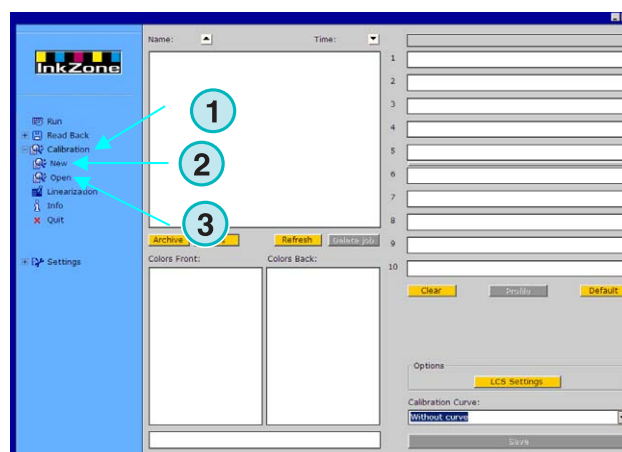 InkZone
Run
Read Back
Calibration
New
Open
Linearization
Info
Quit
Settings
1
2
3
Name: Time:
Archive Refresh Delete job
Colors Front: Colors Back:
1
2
3
4
5
6
7
8
9
10
Clear Profile Default
Options
LCS Settings
Calibration Curve:
Without curve
Save